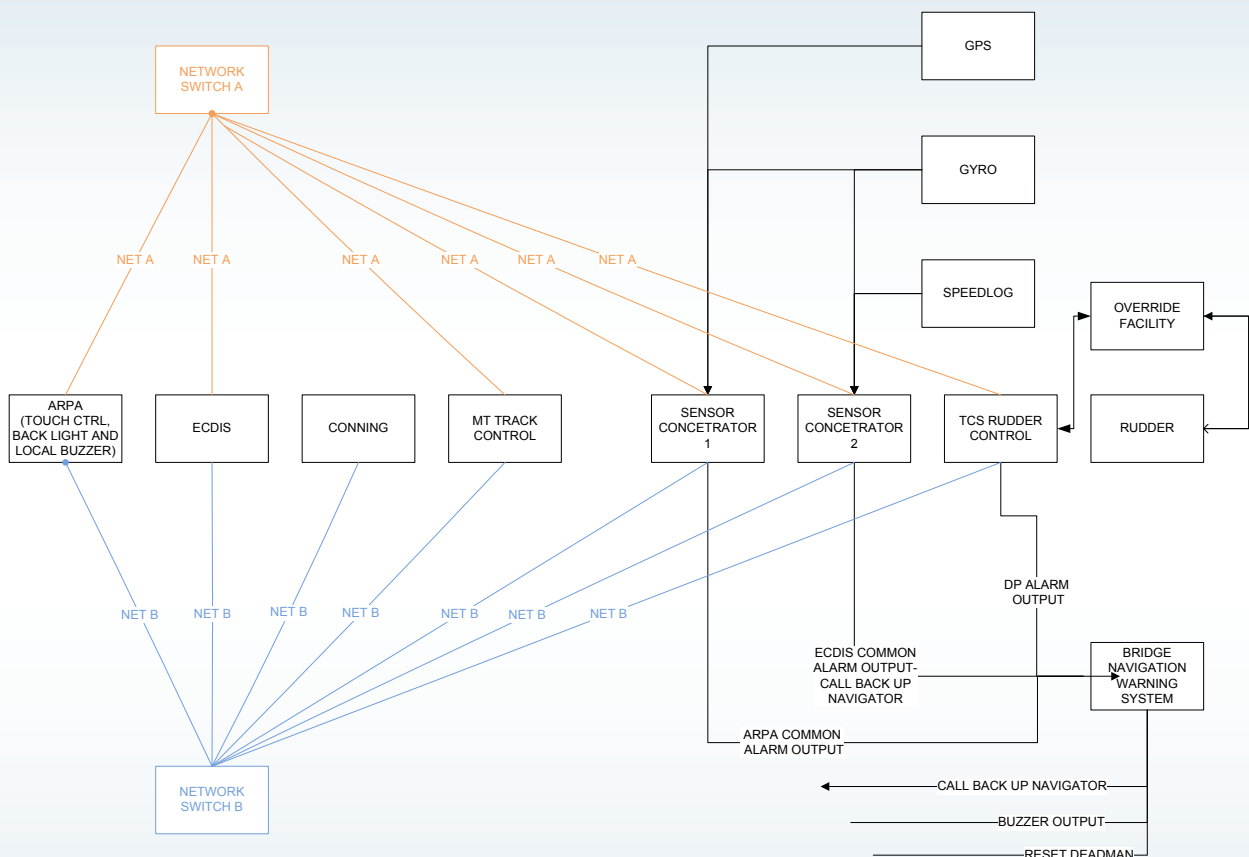 GPS
NETWORK
SWITCH A
GYRO
NET A
NET A
NET A
NET A
NET A
NET A
SPEEDLOG
OVERRIDE
FACILITY
ARPA
(TOUCH CTRL,
BACK LIGHT AND
LOCAL BUZZER)
ECDIS
CONNING
MT TRACK
CONTROL
SENSOR
CONCETRATOR
1
SENSOR
CONCETRATOR
2
TCS RUDDER
CONTROL
RUDDER
NET B
NET B
NET B
NET B
NET B
NET B
NET B
DP ALARM
OUTPUT
ECDIS COMMON
ALARM OUTPUT-
CALL BACK UP
NAVIGATOR
BRIDGE
NAVIGATION
WARNING
SYSTEM
ARPA COMMON
ALARM OUTPUT
NETWORK
SWITCH B
CALL BACK UP NAVIGATOR
BUZZER OUTPUT
RESET DEADMAN